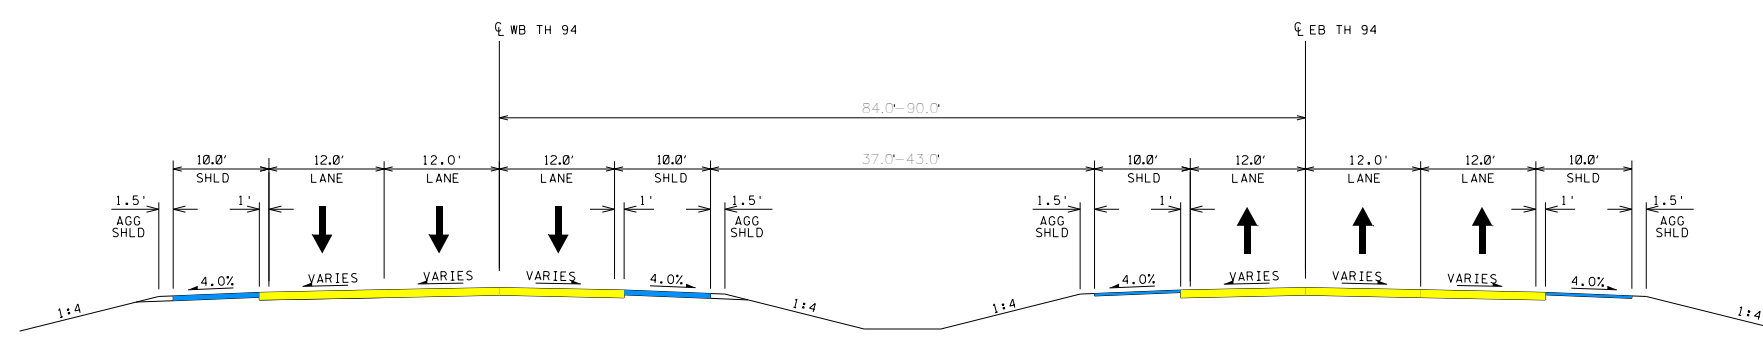 ℄ WB TH 94
℄ EB TH 94
84.0'-90.0'
10.0' 12.0' 12.0' 12.0' 10.0' 37.0'-43.0' 10.0' 12.0' 12.0' 12.0' 10.0'
SHLD LANE LANE LANE SHLD SHLD LANE LANE LANE SHLD
1.5' 1' 1' 1.5' 1.5' 1' 1' 1.5'
AGG SHLD
AGG SHLD
AGG SHLD
AGG SHLD
4.0% VARIES VARIES VARIES 4.0% 4.0% VARIES VARIES VARIES 4.0%
1:4 1:4 1:4 1:4